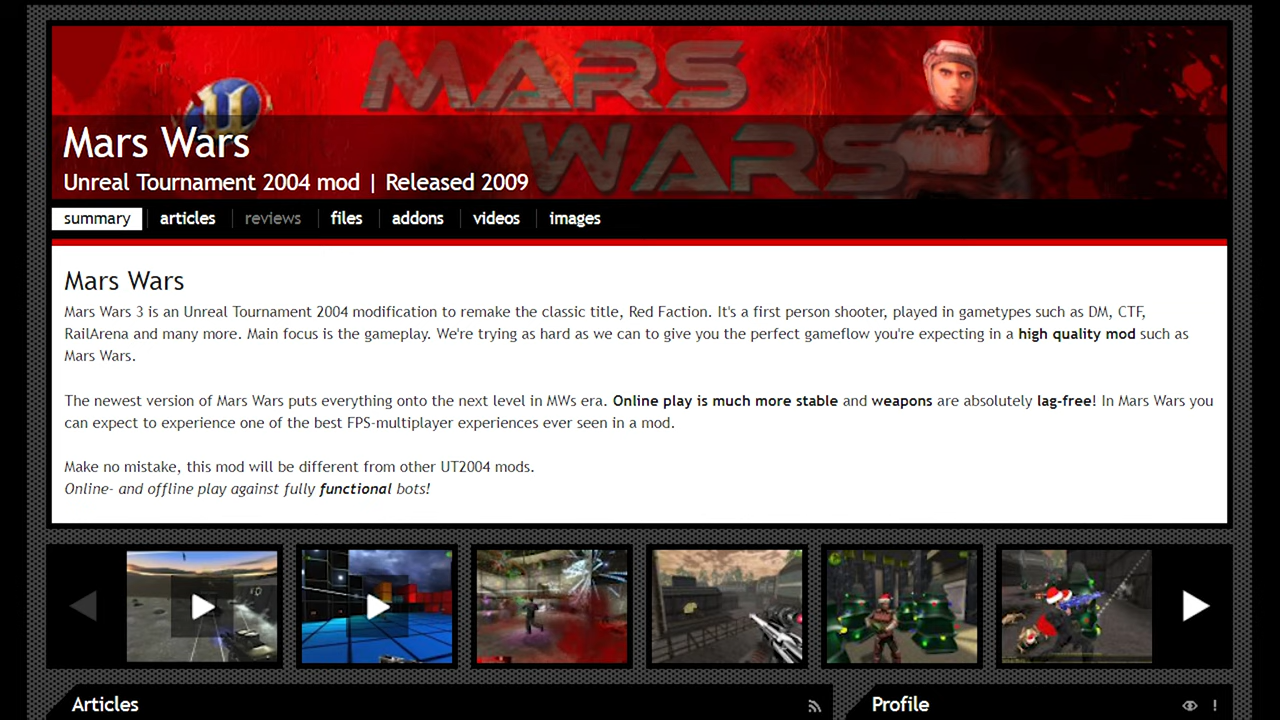 MARS
WARS
Mars Wars
Unreal Tournament 2004 mod | Released 2009
summary articles reviews files addons videos images
Mars Wars
Mars Wars 3 is an Unreal Tournament 2004 modification to remake the classic title, Red Faction. It's a first person shooter, played in gametypes such as DM, CTF,
RailArena and many more. Main focus is the gameplay. We're trying as hard as we can to give you the perfect gameflow you're expecting in a high quality mod such as
Mars Wars.
The newest version of Mars Wars puts everything onto the next level in MWs era. Online play is much more stable and weapons are absolutely lag-free! In Mars Wars you
can expect to experience one of the best FPS-multiplayer experiences ever seen in a mod.
Make no mistake, this mod will be different from other UT2004 mods.
Online- and offline play against fully functional bots!
Articles
Profile